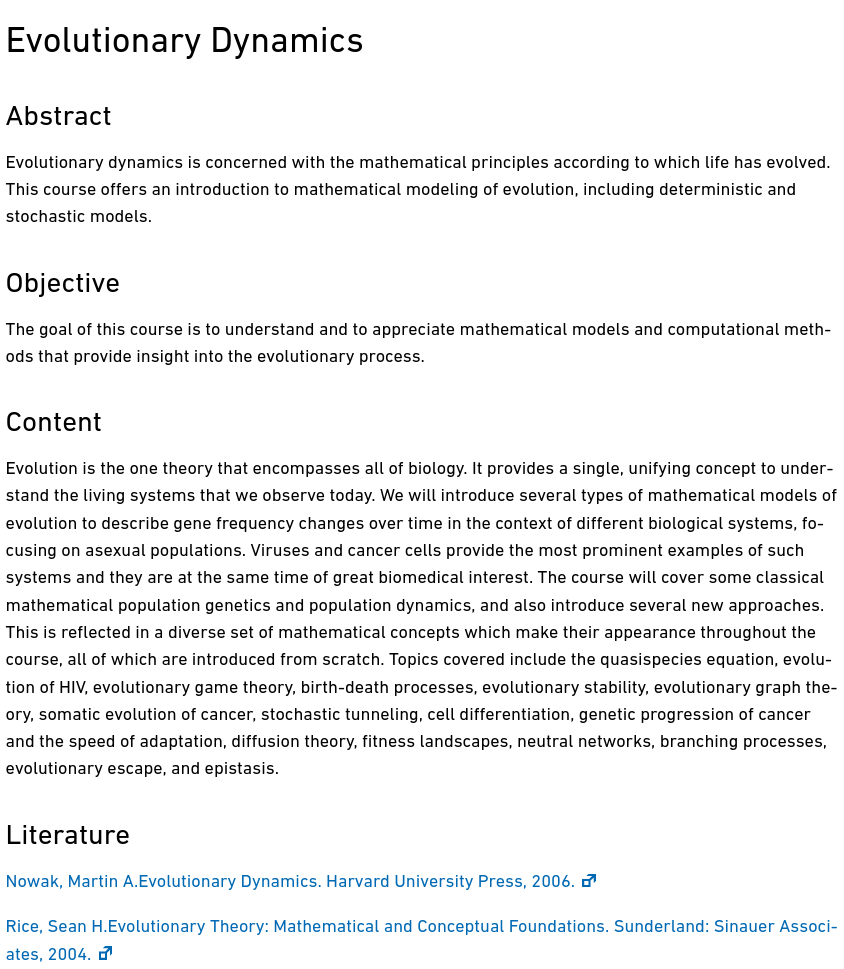 Evolutionary Dynamics
Abstract
Evolutionary dynamics is concerned with the mathematical principles according to which life has evolved.
This course offers an introduction to mathematical modeling of evolution, including deterministic and
stochastic models.
Objective
The goal of this course is to understand and to appreciate mathematical models and computational meth-
ods that provide insight into the evolutionary process.
Content
Evolution is the one theory that encompasses all of biology. It provides a single, unifying concept to under-
stand the living systems that we observe today. We will introduce several types of mathematical models of
evolution to describe gene frequency changes over time in the context of different biological systems, fo-
cusing on asexual populations. Viruses and cancer cells provide the most prominent examples of such
systems and they are at the same time of great biomedical interest. The course will cover some classical
mathematical population genetics and population dynamics, and also introduce several new approaches.
This is reflected in a diverse set of mathematical concepts which make their appearance throughout the
course, all of which are introduced from scratch. Topics covered include the quasispecies equation, evolu-
tion of HIV, evolutionary game theory, birth-death processes, evolutionary stability, evolutionary graph the-
ory, somatic evolution of cancer, stochastic tunneling, cell differentiation, genetic progression of cancer
and the speed of adaptation, diffusion theory, fitness landscapes, neutral networks, branching processes,
evolutionary escape, and epistasis.
Literature
Nowak, Martin A.Evolutionary Dynamics. Harvard University Press, 2006.
Rice, Sean H.Evolutionary Theory: Mathematical and Conceptual Foundations. Sunderland: Sinauer Associ-
ates, 2004.